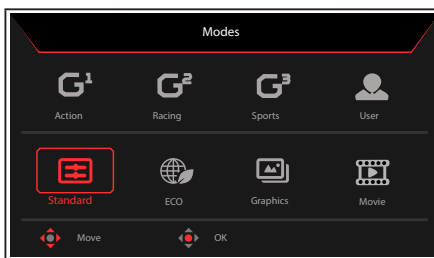 Modes
G1 G2 G3
Action Racing Sports User
Standard ECO Graphics Movie
Move OK